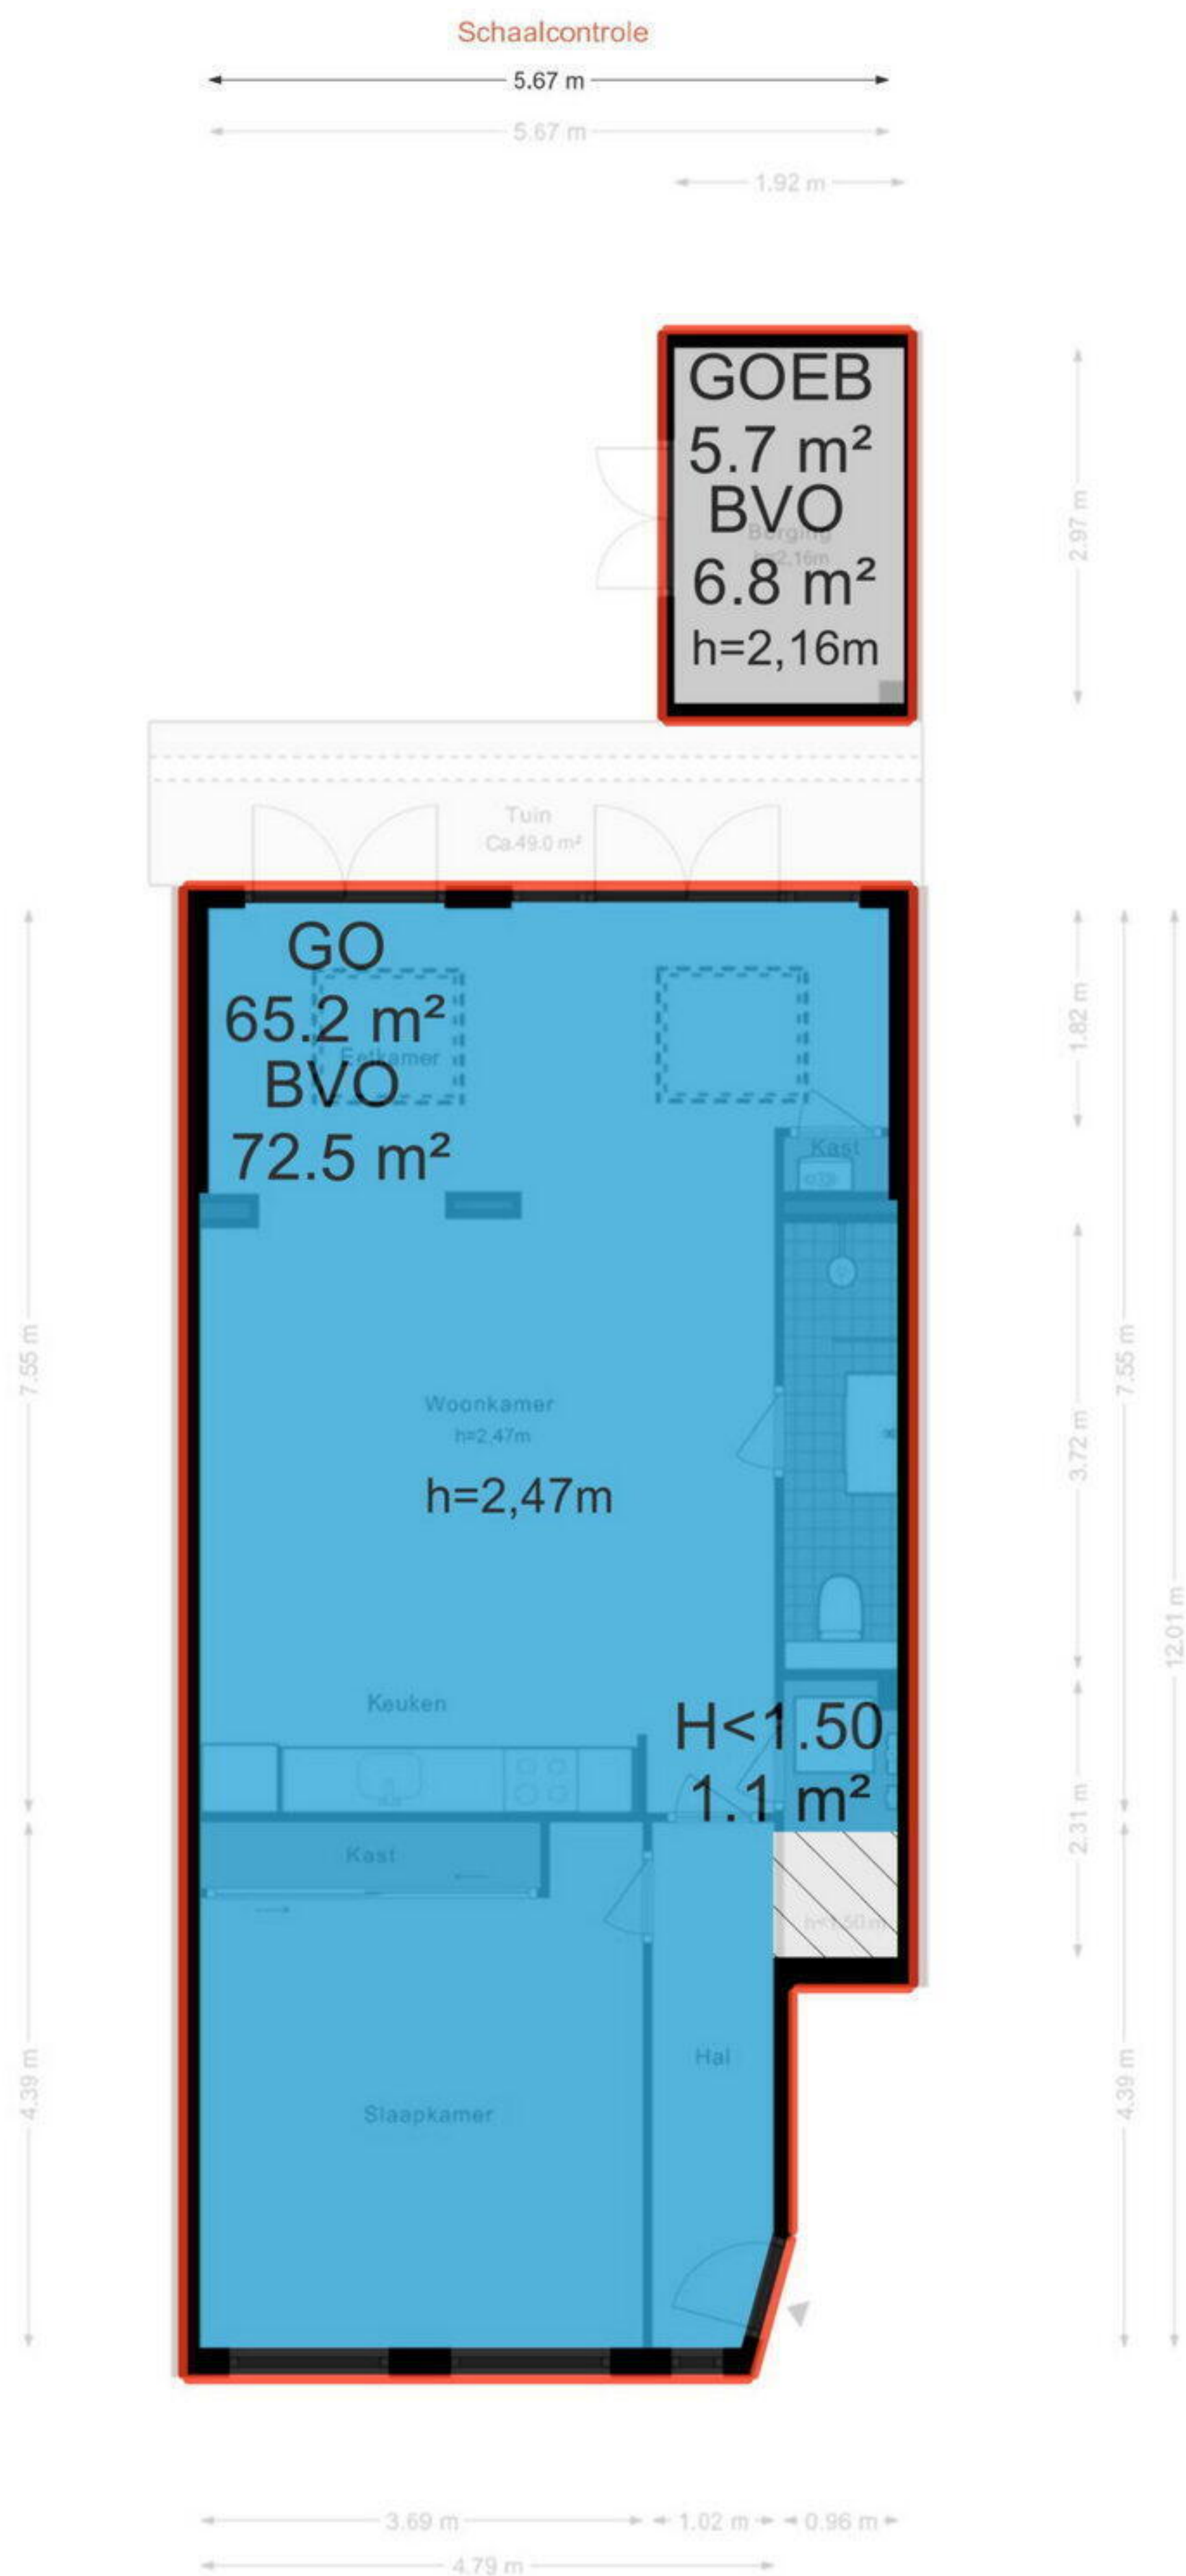 Schaalcontrole
5.67 m
5.67 m
1.92 m
GOEB
5.7 m²
BVO
Berging
h=2,16m
6.8 m²
h=2,16m
2.97 m
Tuin
Ca.49.0 m²
GO
65.2 m²
Eetkamer
BVO
72.5 m²
Kast
1.82 m
7.55 m
7.55 m
Woonkamer
h=2,47m
h=2,47m
3.72 m
12.01 m
Keuken
H<1.50
1.1 m²
2.31 m
Kast
h<1,50m
4.39 m
Hal
4.39 m
Slaapkamer
3.69 m
1.02 m
0.96 m
4.79 m